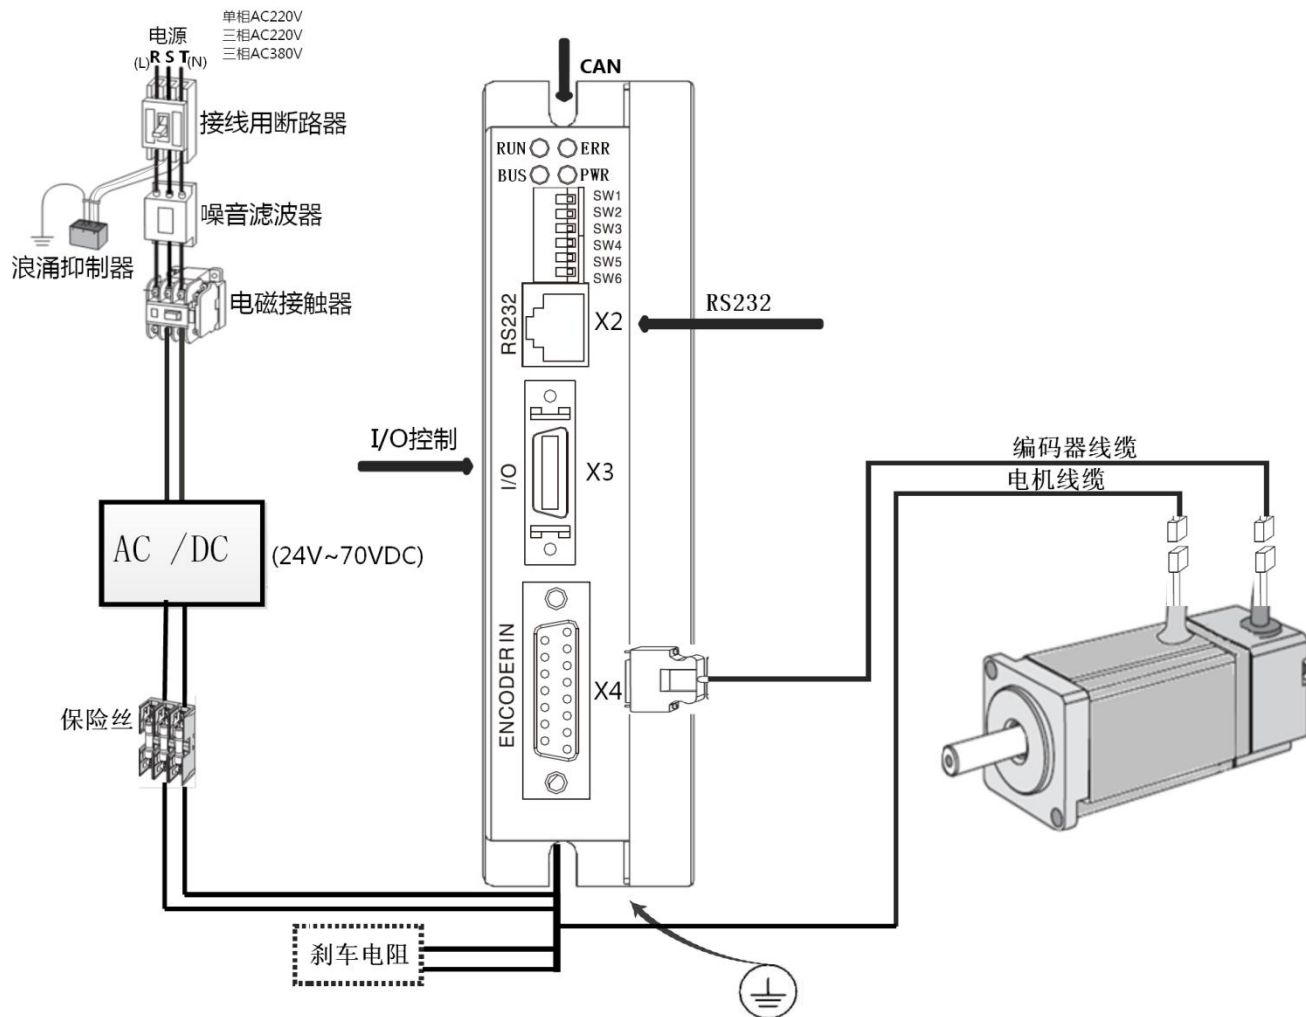 单相AC220V
三相AC220V
三相AC380V
电源
(L) R S T (N)
接线用断路器
噪音滤波器
浪涌抑制器
电磁接触器
CAN
RUN ERR
BUS PWR
SW1
SW2
SW3
SW4
SW5
SW6
RS232
X2
RS232
I/O控制
I/O
X3
编码器线缆
电机线缆
AC /DC
(24V~70VDC)
ENCODER IN
X4
保险丝
刹车电阻